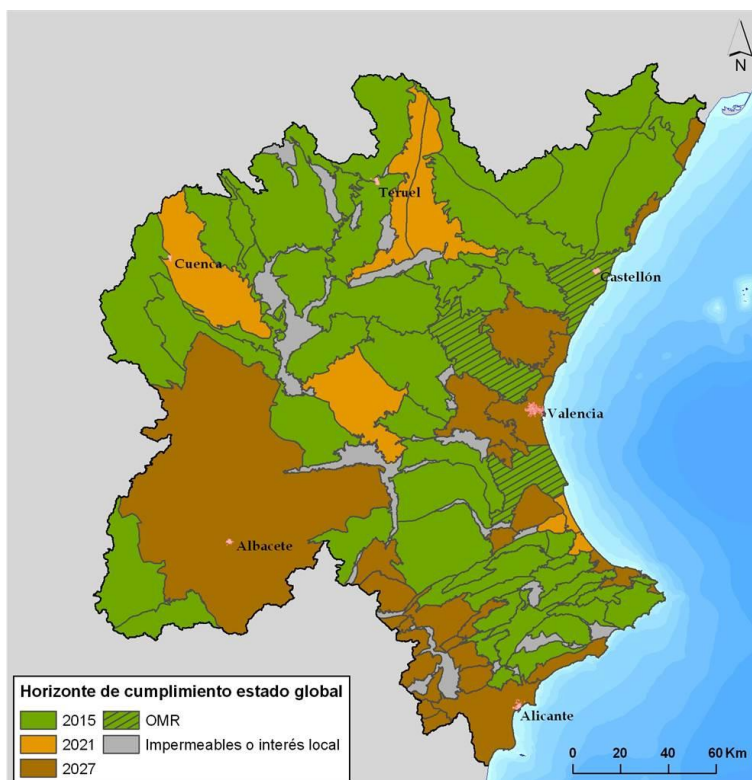 N
Teruel
Cuenca
Castellón
Valencia
Albacete
Alicante
Horizonte de cumplimiento estado global
2015 OMR
2021 Impermeables o interés local
2027
0 20 40 60 Km